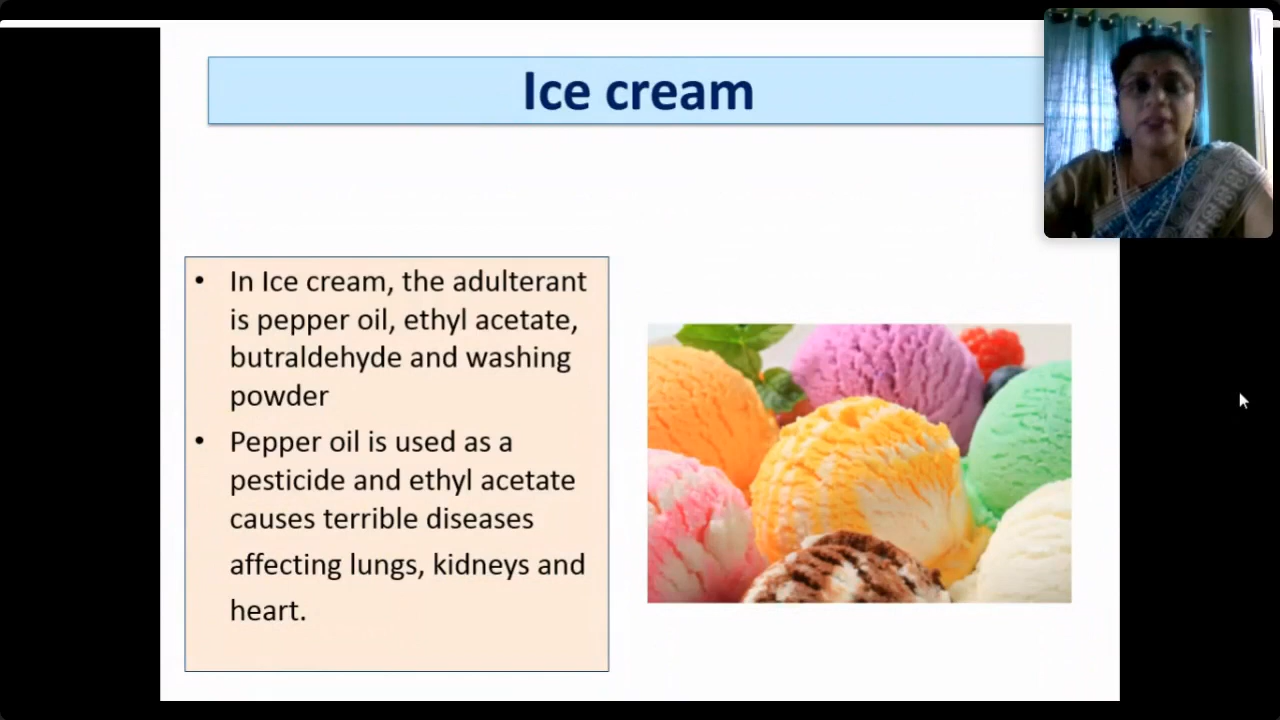 Ice cream
• In Ice cream, the adulterant
is pepper oil, ethyl acetate,
butraldehyde and washing
powder
• Pepper oil is used as a
pesticide and ethyl acetate
causes terrible diseases
affecting lungs, kidneys and
heart.